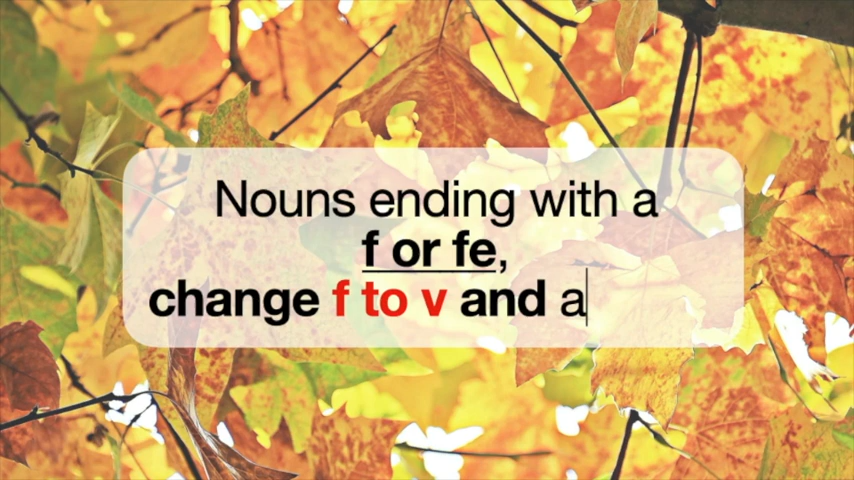 Nouns ending with a
f or fe,
change f to v and a